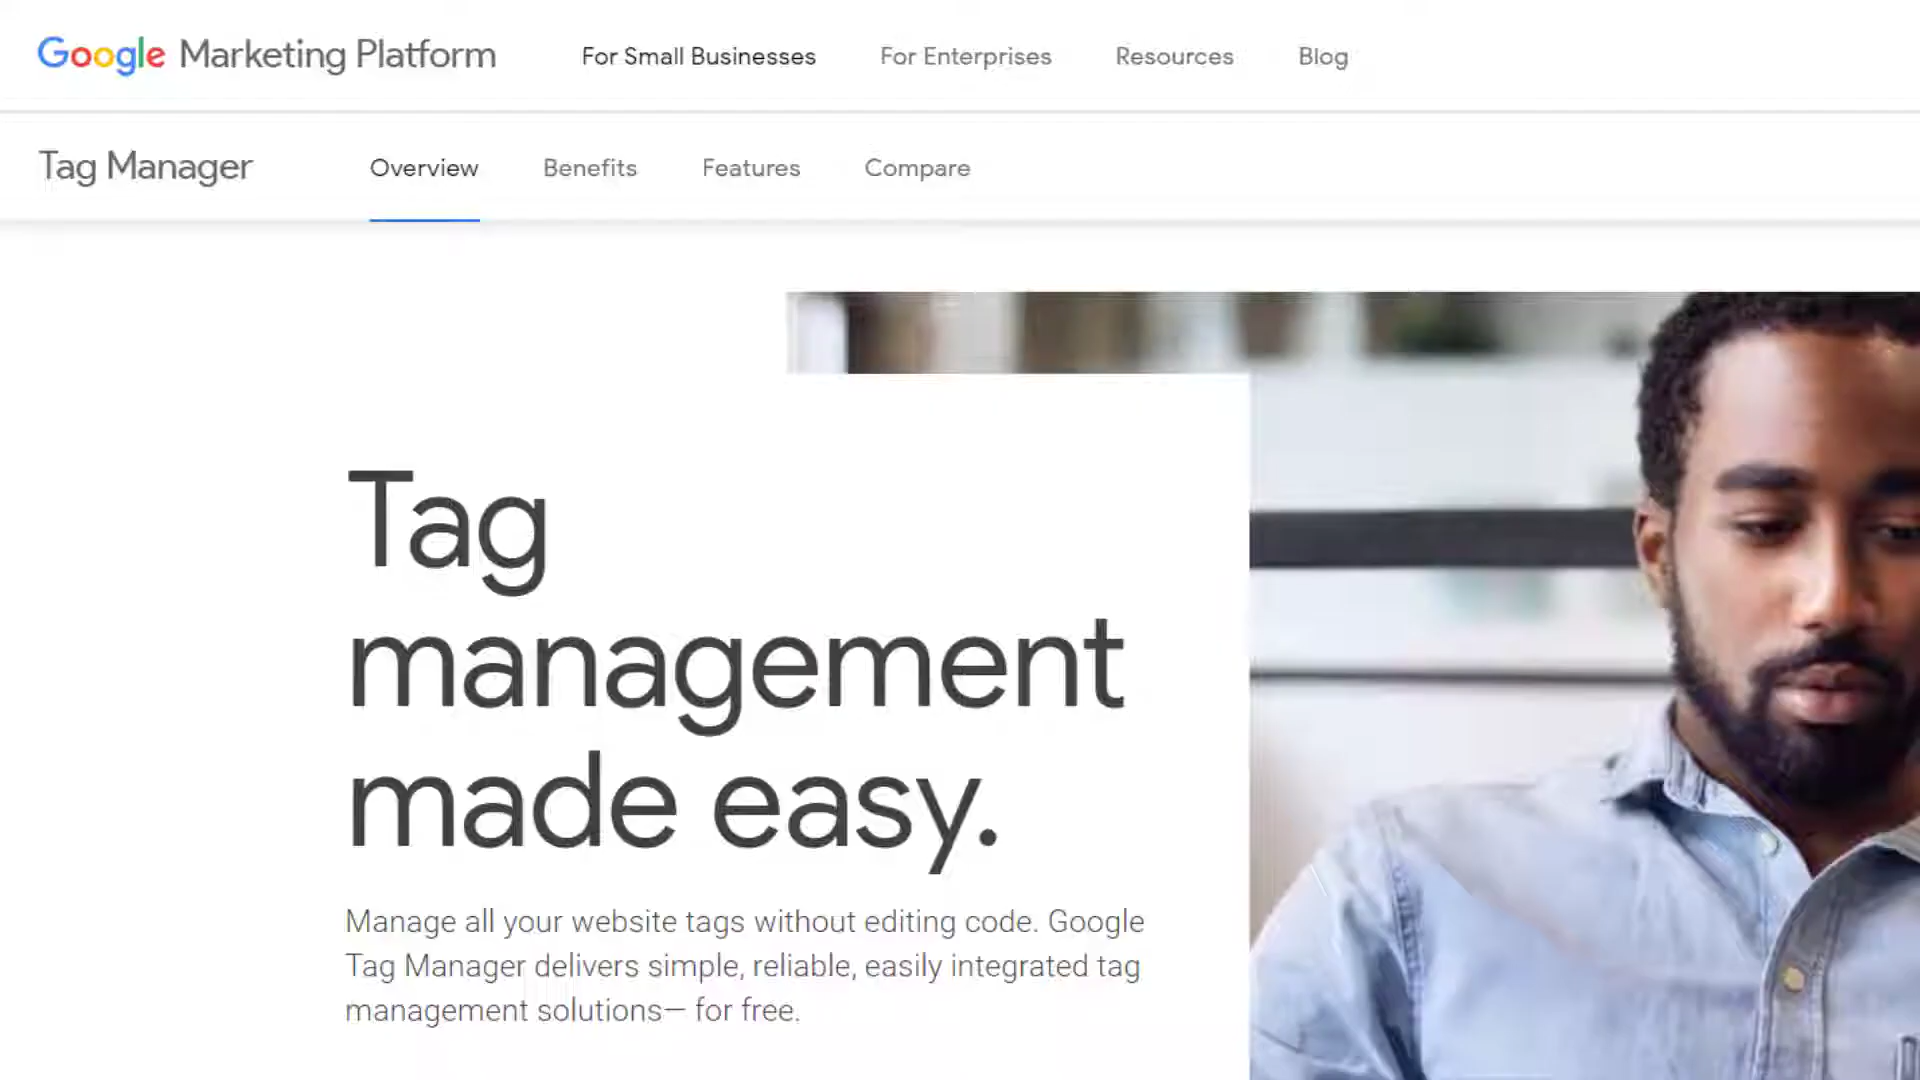 Google Marketing Platform For Small Businesses For Enterprises Resources Blog
Tag Manager Overview Benefits Features Compare
Tag
management
made easy.
Manage all your website tags without editing code. Google
Tag Manager delivers simple, reliable, easily integrated tag
management solutions— for free.